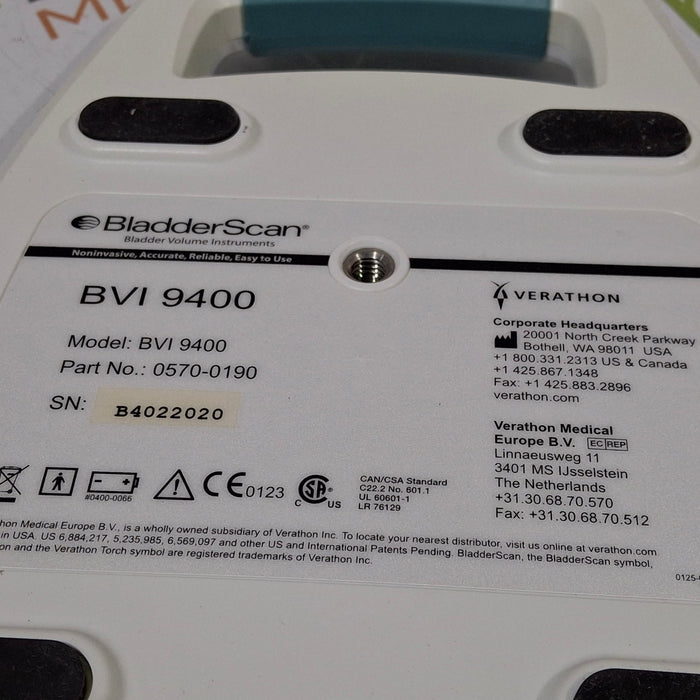 M
BladderScan®
Bladder Volume Instruments
Noninvasive, Accurate, Reliable, Easy to Use
BVI 9400
Model: BVI 9400
Part No.: 0570-0190
SN: B4022020
VERATHON
Corporate Headquarters
20001 North Creek Parkway
Bothell, WA 98011 USA
+1 800.331.2313 US & Canada
+1 425.867.1348
Fax: +1 425.883.2896
verathon.com
Verathon Medical
Europe B.V. EC REP
Linnaeusweg 11
3401 MS IJsselstein
The Netherlands
+31.30.68.70.570
Fax: +31.30.68.70.512
#0400-0066
CE 0123
C SA US
CAN/CSA Standard
C22.2 No. 601.1
UL 60601-1
LR 76129
hon Medical Europe B.V., is a wholly owned subsidiary of Verathon Inc. To locate your nearest distributor, visit us online at verathon.com
in USA. US 6,884,217, 5,235,985, 6,569,097 and other US and International Patents Pending. BladderScan, the BladderScan symbol,
on and the Verathon Torch symbol are registered trademarks of Verathon Inc.
0125-